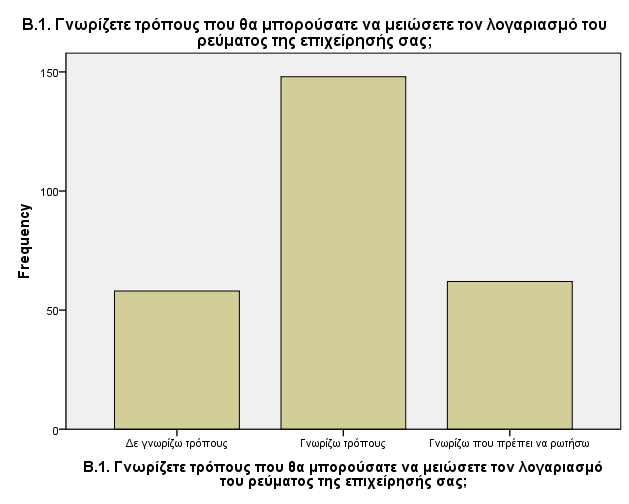 Β.1. Γνωρίζετε τρόπους που θα μπορούσατε να μειώσετε τον λογαριασμό του
ρεύματος της επιχείρησής σας;
150
100
50
0
Frequency
Δε γνωρίζω τρόπους
Γνωρίζω τρόπους
Γνωρίζω που πρέπει να ρωτήσω
Β.1. Γνωρίζετε τρόπους που θα μπορούσατε να μειώσετε τον λογαριασμό
του ρεύματος της επιχείρησής σας;